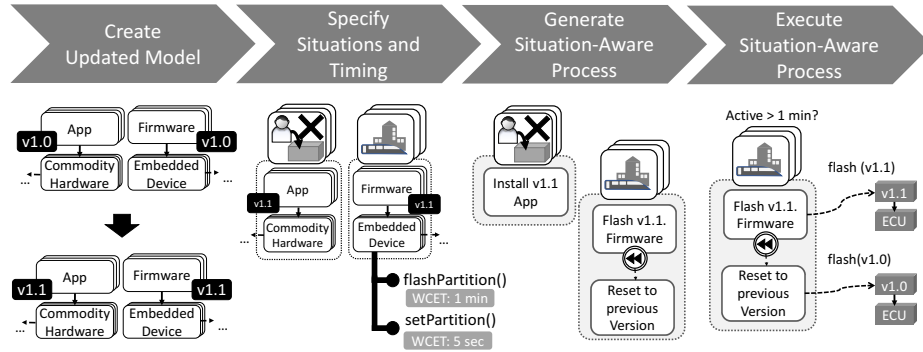 Create
Updated Model
Specify
Situations and
Timing
Generate
Situation-Aware
Process
Execute
Situation-Aware
Process
App
Firmware
v1.0
v1.0
Commodity
Hardware
Embedded
Device
...
...
App
Firmware
v1.1
v1.1
Commodity
Hardware
Embedded
Device
...
...
App
Firmware
v1.1
v1.1
Commodity
Hardware
Embedded
Device
...
...
flashPartition()
WCET: 1 min
setPartition()
WCET: 5 sec
Install v1.1
App
Flash v1.1.
Firmware
Reset to
previous
Version
Active > 1 min?
Flash v1.1.
Firmware
Reset to
previous
Version
flash (v1.1)
v1.1
ECU
flash(v1.0)
v1.0
ECU